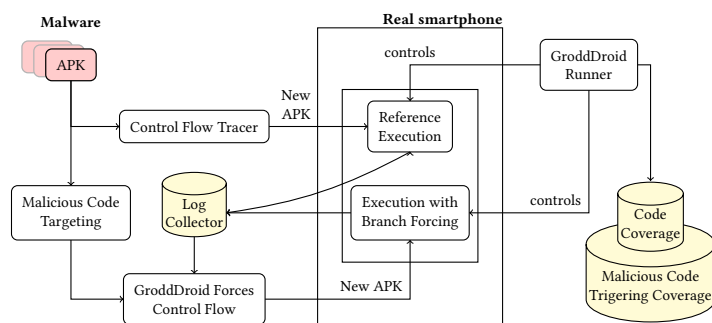 Malware
Real smartphone
APK
controls
GroddDroid
Runner
New
APK
Control Flow Tracer
Reference
Execution
Malicious Code
Targeting
Log
Collector
Execution with
Branch Forcing
controls
Code
Coverage
Malicious Code
Trigering Coverage
GroddDroid Forces
Control Flow
New APK